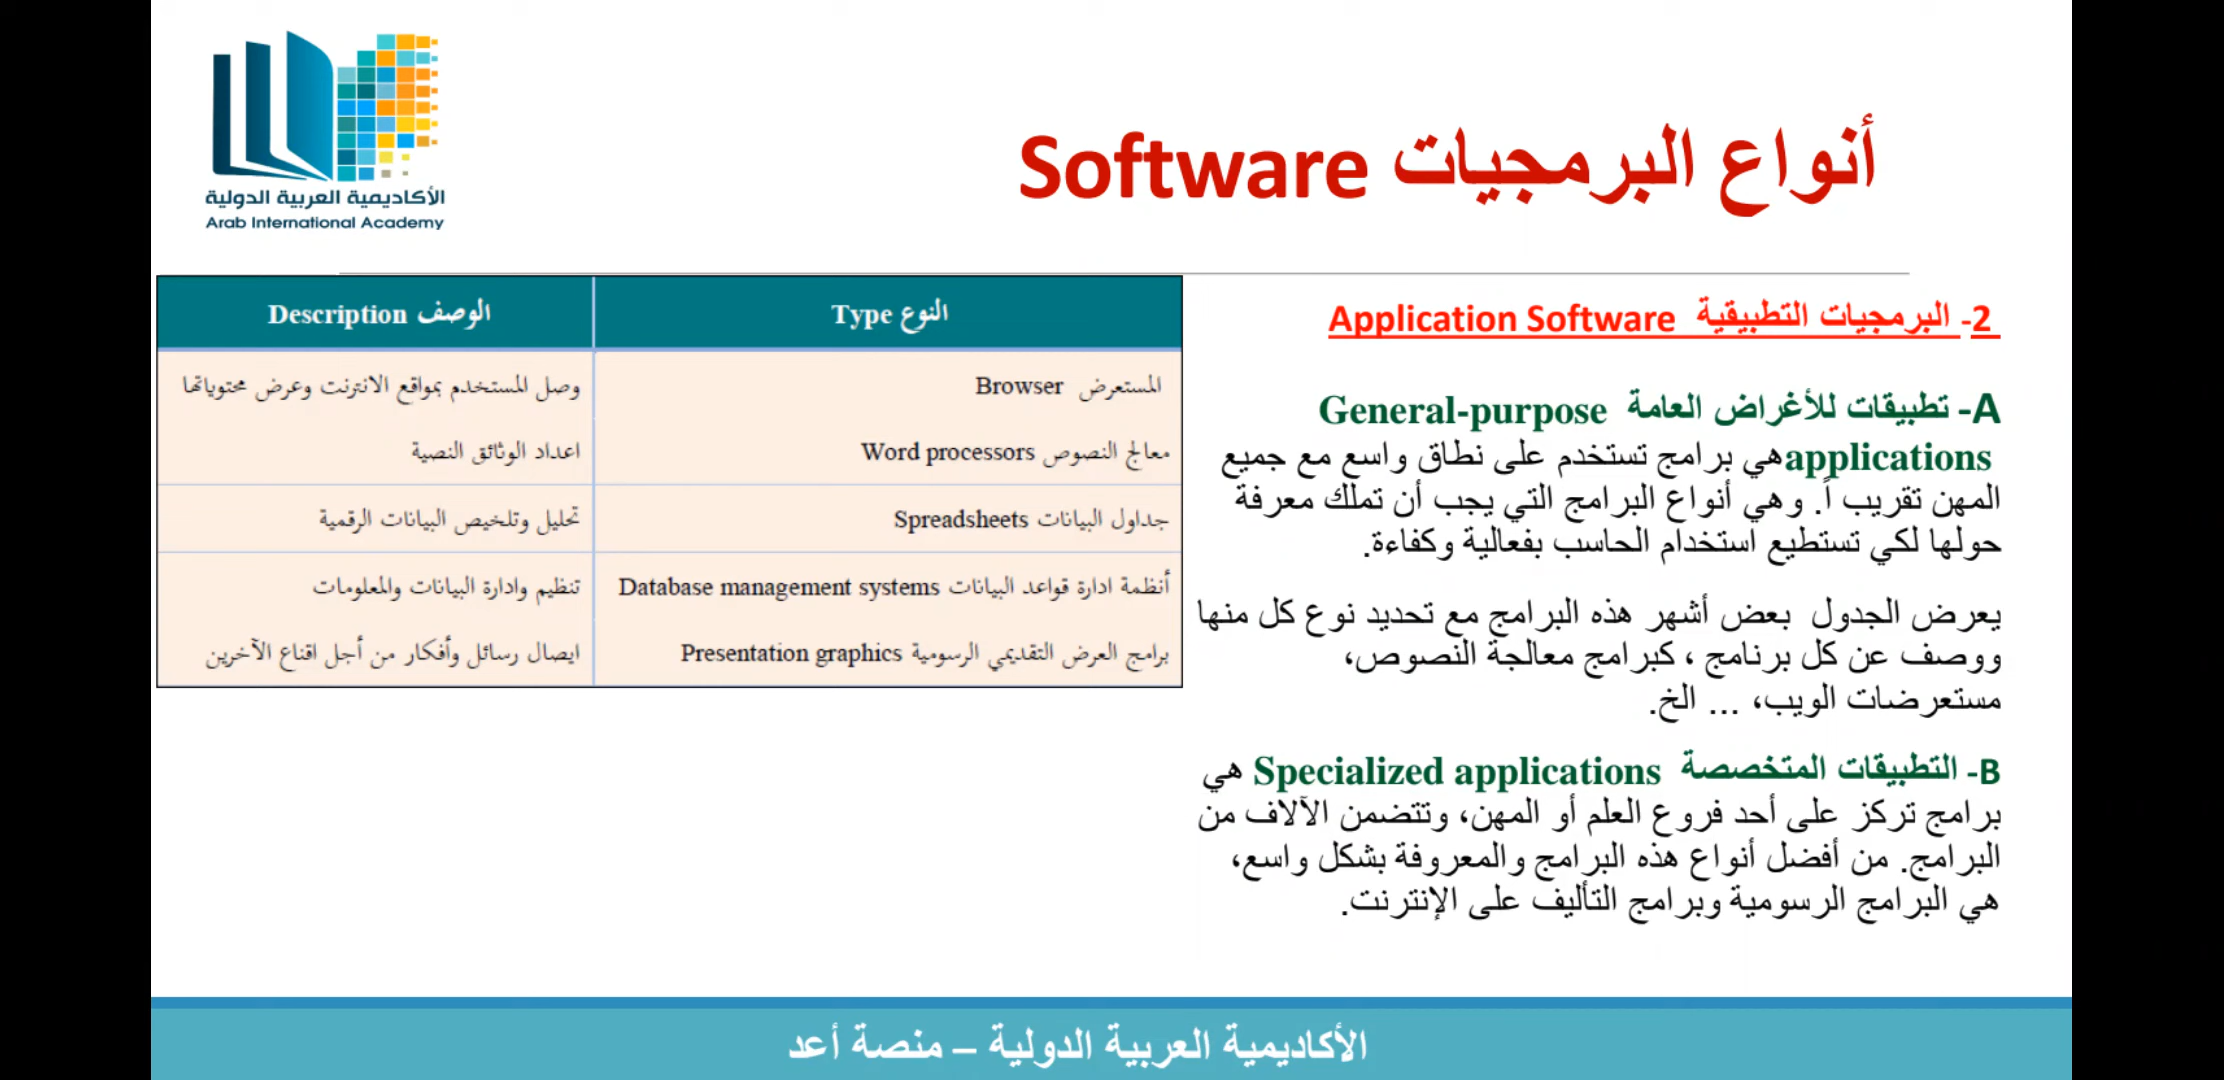 الأكاديمية العربية الدولية
Arab International Academy
أنواع البرمجيات Software
2- البرمجيات التطبيقية Application Software
A- تطبيقات للأغراض العامة General-purpose
applications هي برامج تستخدم على نطاق واسع مع جميع
المهن تقريب اً. وهي أنواع البرامج التي يجب أن تملك معرفة
حولها لكي تستطيع استخدام الحاسب بفعالية وكفاءة.
يعرض الجدول بعض أشهر هذه البرامج مع تحديد نوع كل منها
ووصف عن كل برنامج ، كبرامج معالجة النصوص،
مستعرضات الويب، ... الخ.
B- التطبيقات المتخصصة Specialized applications هي
برامج تركز على أحد فروع العلم أو المهن، وتتضمن الآلاف من
البرامج. من أفضل أنواع هذه البرامج والمعروفة بشكل واسع،
هي البرامج الرسومية وبرامج التأليف على الإنترنت.
النوع Type الوصف Description
المستعرض Browser وصل المستخدم بمواقع الانترنت وعرض محتوياتها
معالج النصوص Word processors اعداد الوثائق النصية
جداول البيانات Spreadsheets تحليل وتلخيص البيانات الرقمية
أنظمة ادارة قواعد البيانات Database management systems تنظيم وادارة البيانات والمعلومات
برامج العرض التقديمي الرسومية Presentation graphics ايصال رسائل وأفكار من أجل اقناع الآخرين
الأكاديمية العربية الدولية – منصة أعد